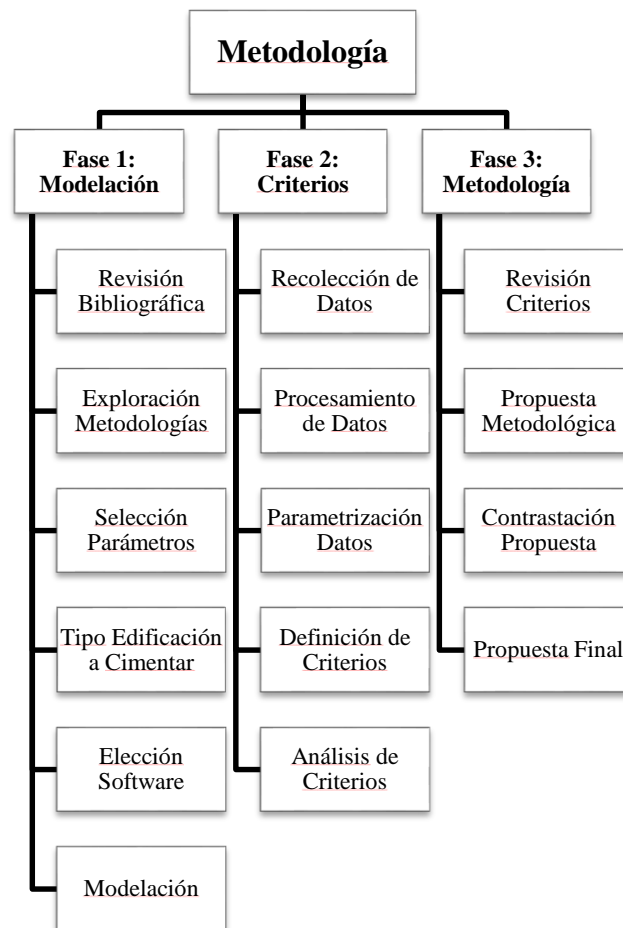 Metodología
Fase 1:
Modelación
Revisión
Bibliográfica
Exploración
Metodologías
Selección
Parámetros
Tipo Edificación
a Cimentar
Elección
Software
Modelación
Fase 2:
Criterios
Recolección de
Datos
Procesamiento
de Datos
Parametrización
Datos
Definición de
Criterios
Análisis de
Criterios
Fase 3:
Metodología
Revisión
Criterios
Propuesta
Metodológica
Contrastación
Propuesta
Propuesta Final